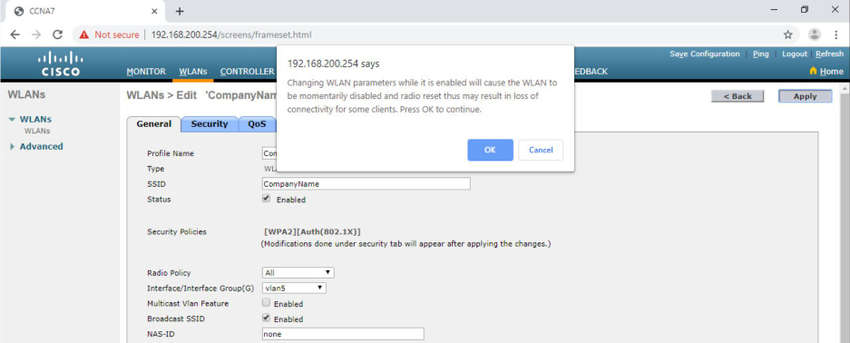 CCNA7
Not secure | 192.168.200.254/screens/frameset.html
Save Configuration | Ping | Logout | Refresh
CISCO
MONITOR WLANs CONTROLLER
EEDBACK
Home
192.168.200.254 says
Changing WLAN parameters while it is enabled will cause the WLAN to
be momentarily disabled and radio reset thus may result in loss of
connectivity for some clients. Press OK to continue.
OK Cancel
WLANs
WLANs
WLANs
Advanced
WLANs > Edit 'CompanyNam
< Back Apply
General Security QoS
Profile Name Com
Type WL
SSID CompanyName
Status Enabled
Security Policies [WPA2][Auth(802.1X)]
(Modifications done under security tab will appear after applying the changes.)
Radio Policy All
Interface/Interface Group(G) vlan5
Multicast Vlan Feature Enabled
Broadcast SSID Enabled
NAS-ID none